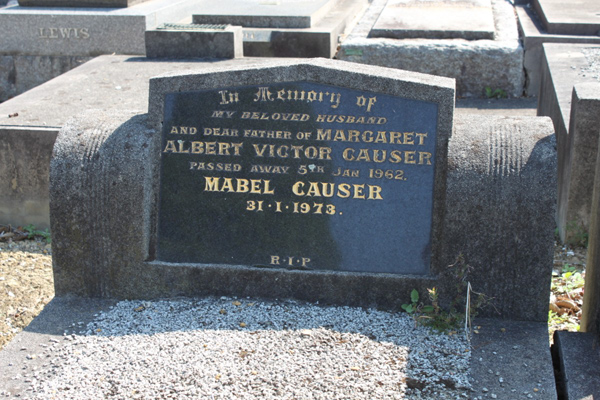 LEWIS
In Memory of
MY BELOVED HUSBAND
AND DEAR FATHER OF MARGARET
ALBERT VICTOR CAUSER
PASSED AWAY 5TH JAN 1962.
MABEL CAUSER
31·1·1973.
R·I·P